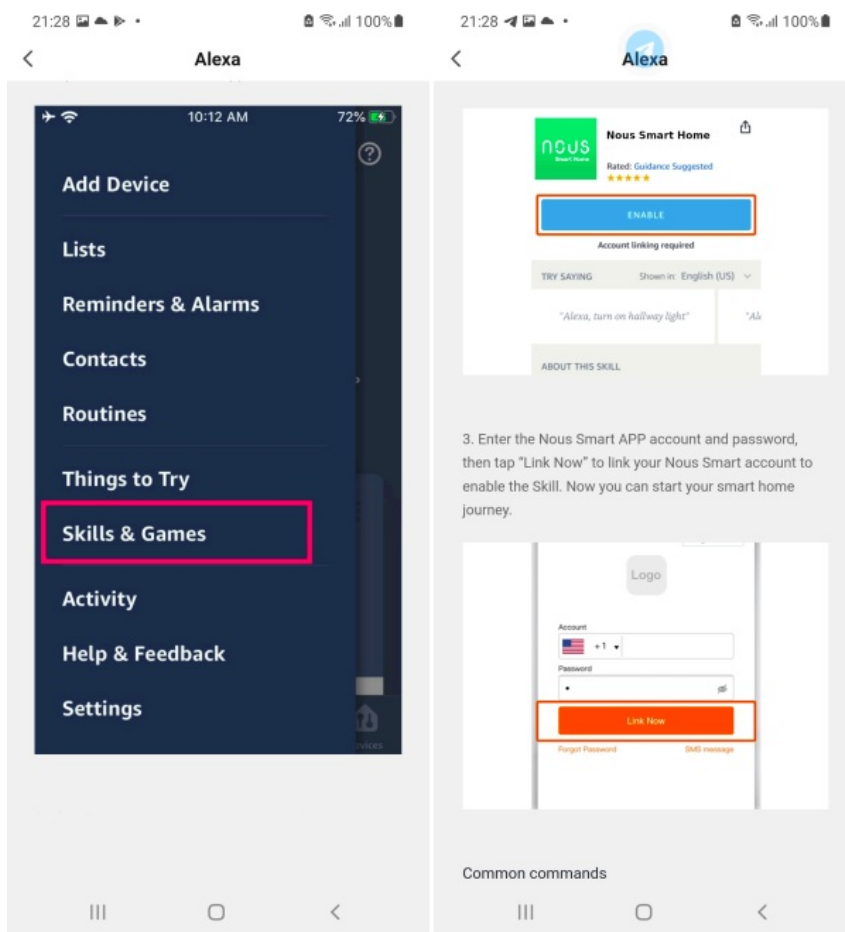 21:28
100%
Alexa
10:12 AM
72%
Add Device
Lists
Reminders & Alarms
Contacts
Routines
Things to Try
Skills & Games
Activity
Help & Feedback
Settings
21:28
100%
Alexa
nous
Smart Home
Nous Smart Home
Rated: Guidance Suggested
ENABLE
Account linking required
TRY SAYING
Shown in: English (US)
"Alexa, turn on hallway light"
"Al
ABOUT THIS SKILL
3. Enter the Nous Smart APP account and password,
then tap “Link Now” to link your Nous Smart account to
enable the Skill. Now you can start your smart home
journey.
Logo
Account
+1
Password
Link Now
Forgot Password
SMS message
Common commands